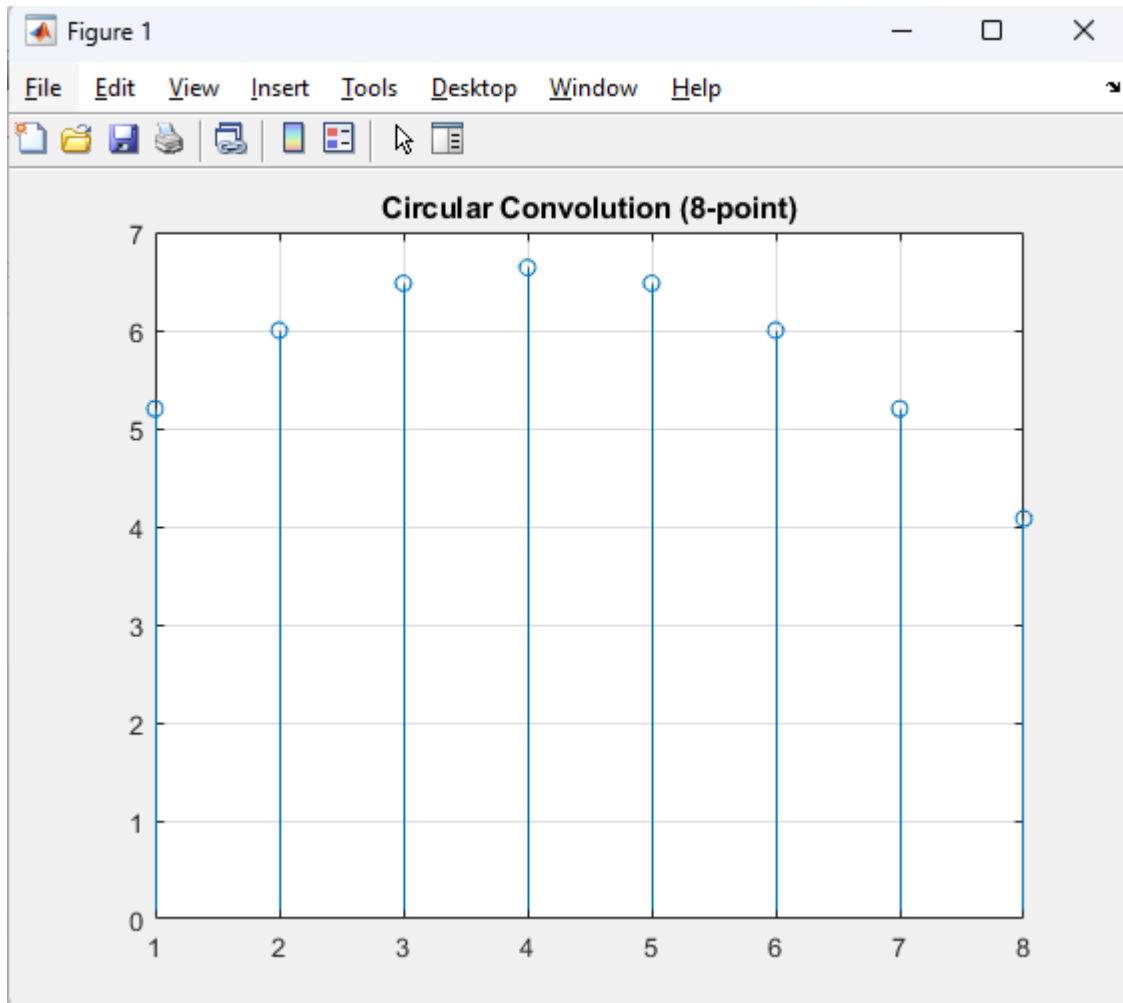 Figure 1
File Edit View Insert Tools Desktop Window Help
Circular Convolution (8-point)
7
6
5
4
3
2
1
0
1 2 3 4 5 6 7 8